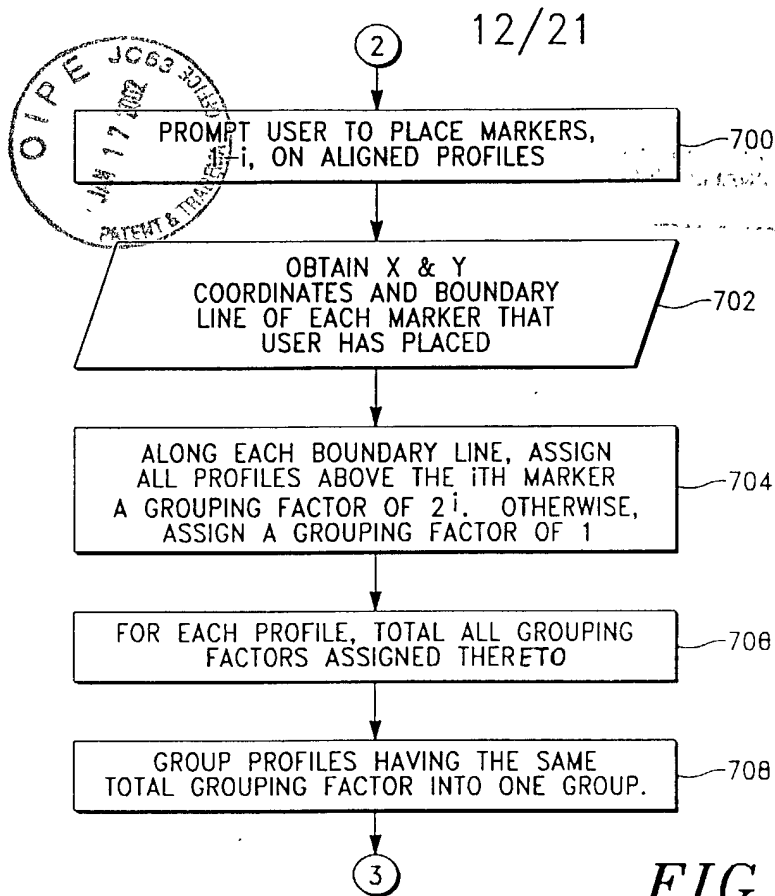 12/21
2
OIPE JC63
JAN 17 2002
PATENT & TRADEMARK OFFICE
PROMPT USER TO PLACE MARKERS,
1-i, ON ALIGNED PROFILES
700
OBTAIN X & Y
COORDINATES AND BOUNDARY
LINE OF EACH MARKER THAT
USER HAS PLACED
702
ALONG EACH BOUNDARY LINE, ASSIGN
ALL PROFILES ABOVE THE iTH MARKER
A GROUPING FACTOR OF 2i. OTHERWISE,
ASSIGN A GROUPING FACTOR OF 1
704
FOR EACH PROFILE, TOTAL ALL GROUPING
FACTORS ASSIGNED THERETO
706
GROUP PROFILES HAVING THE SAME
TOTAL GROUPING FACTOR INTO ONE GROUP.
708
3
FIG